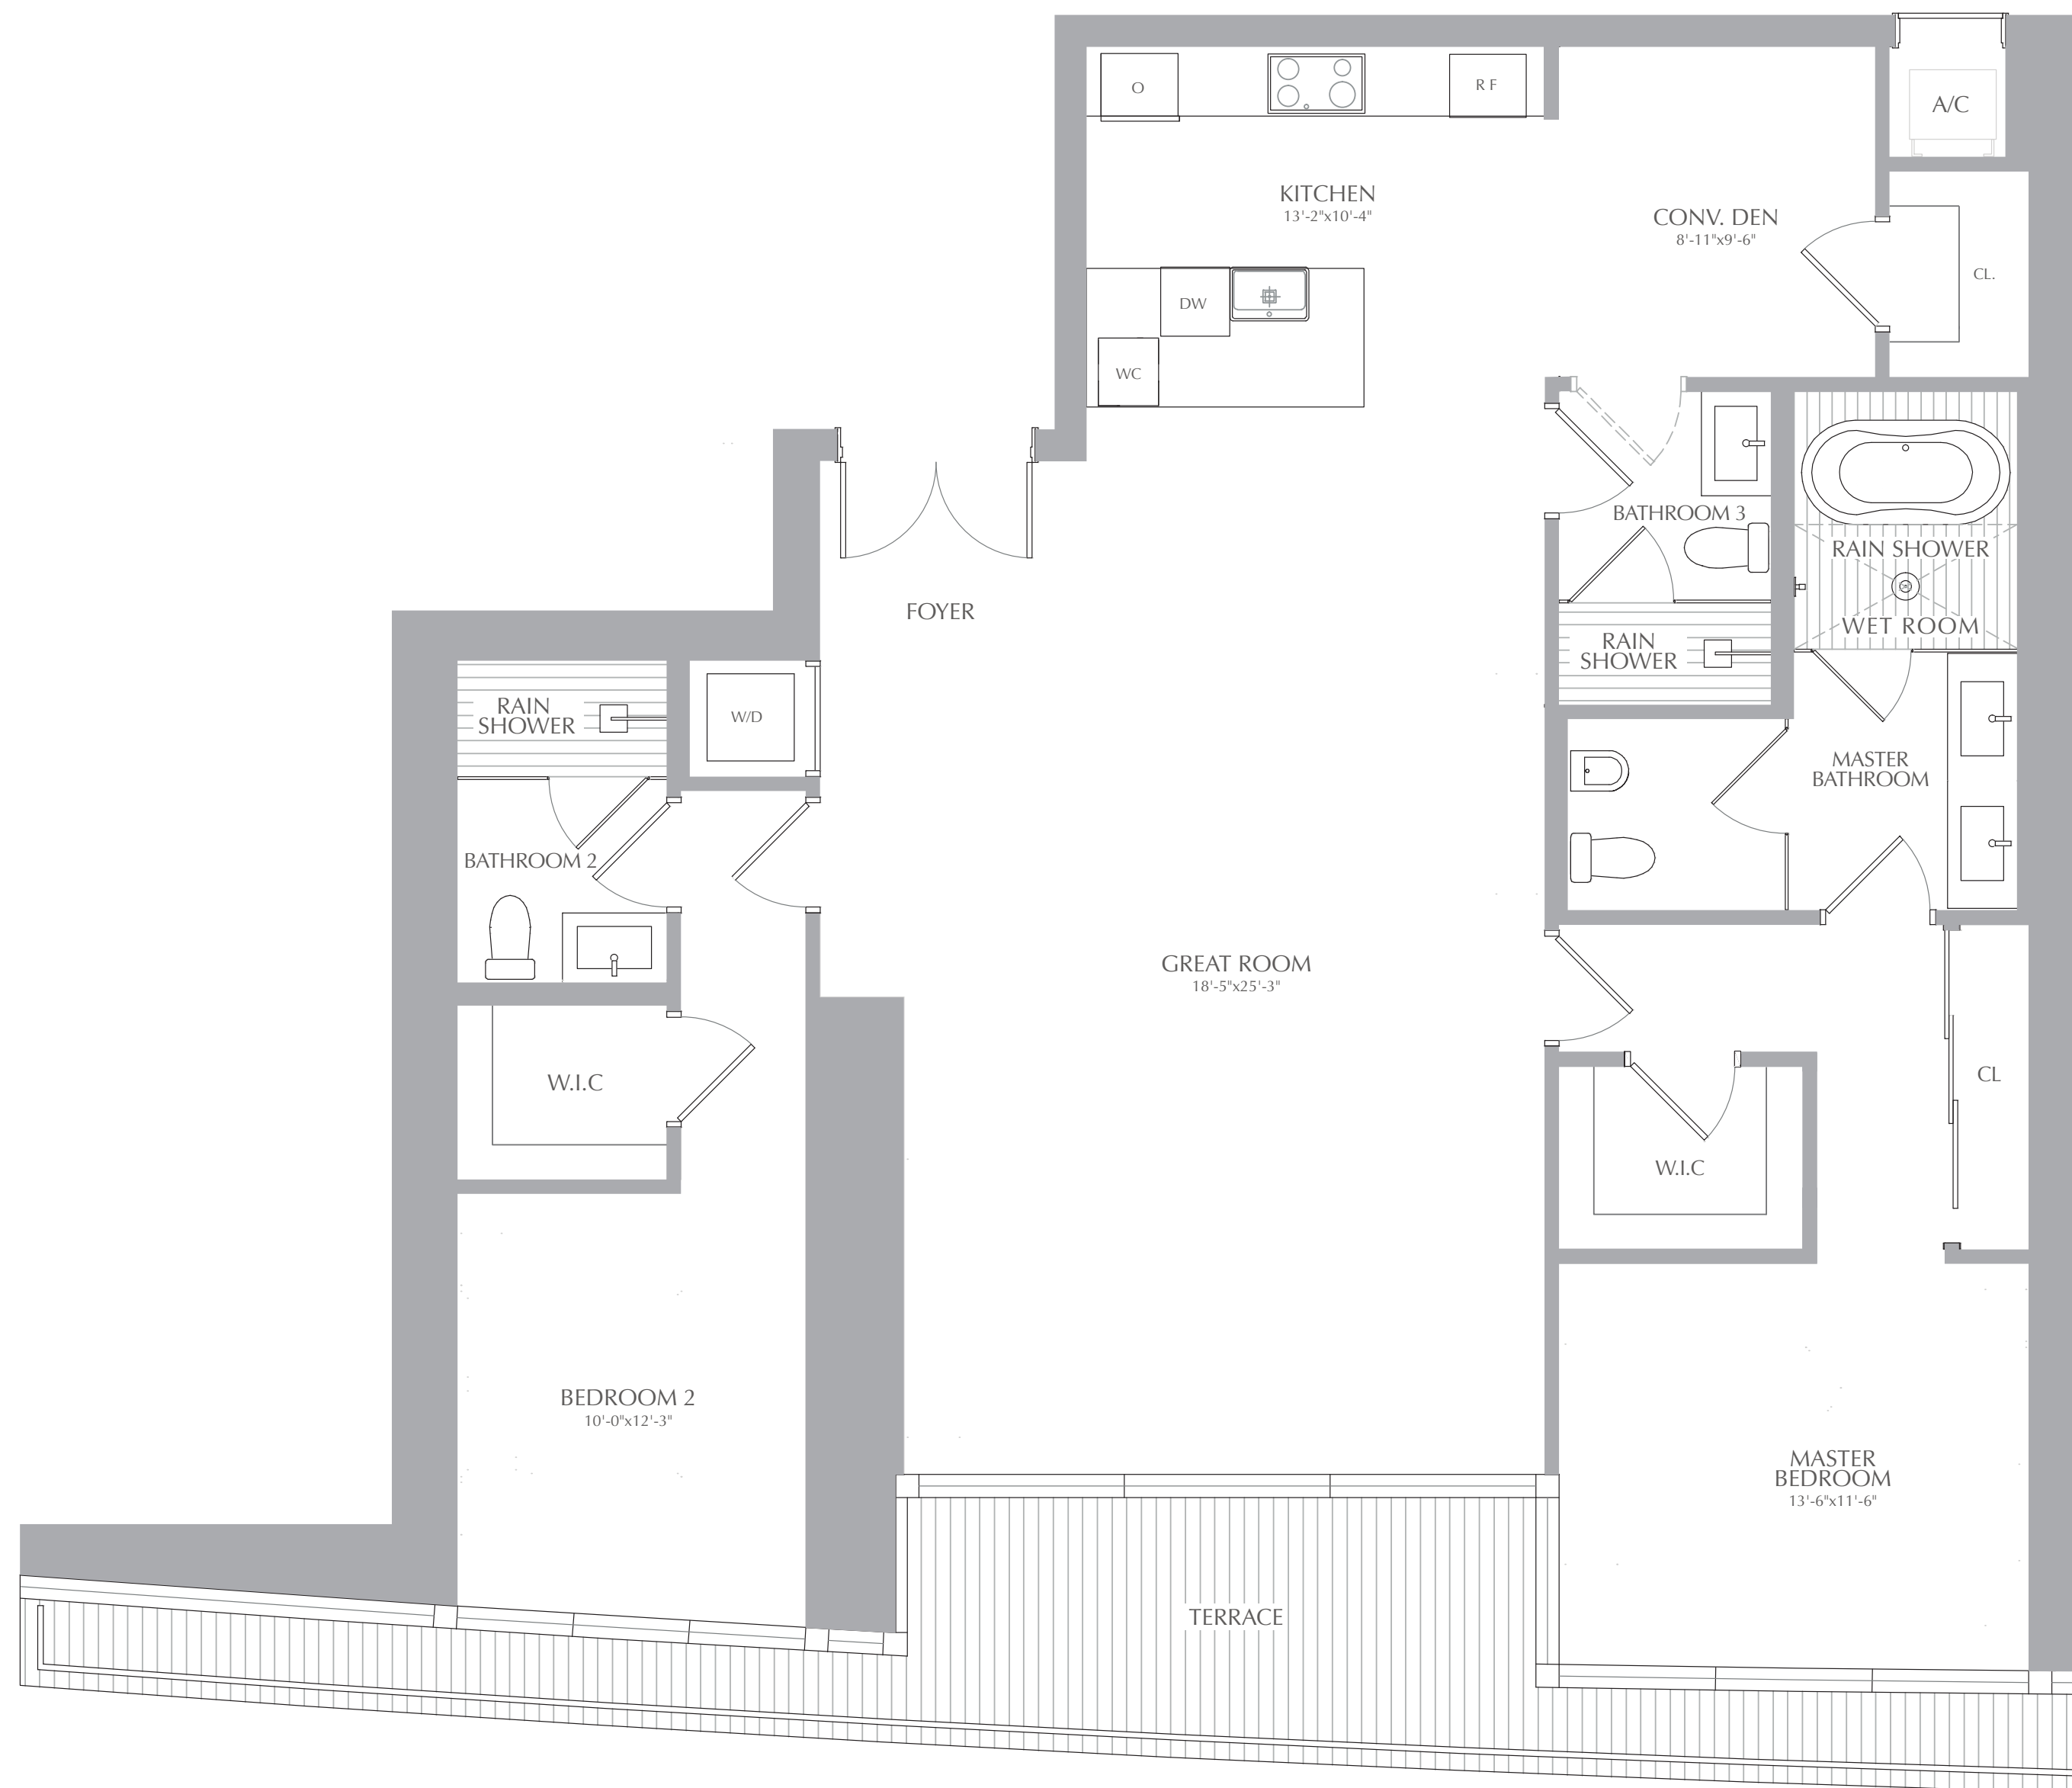 O
R F
A/C
KITCHEN
13'-2"x10'-4"
CONV. DEN
8'-11"x9'-6"
CL.
DW
WC
BATHROOM 3
RAIN SHOWER
WET ROOM
FOYER
RAIN
SHOWER
RAIN
SHOWER
W/D
MASTER
BATHROOM
BATHROOM 2
GREAT ROOM
18'-5"x25'-3"
W.I.C
CL
W.I.C
BEDROOM 2
10'-0"x12'-3"
MASTER
BEDROOM
13'-6"x11'-6"
TERRACE